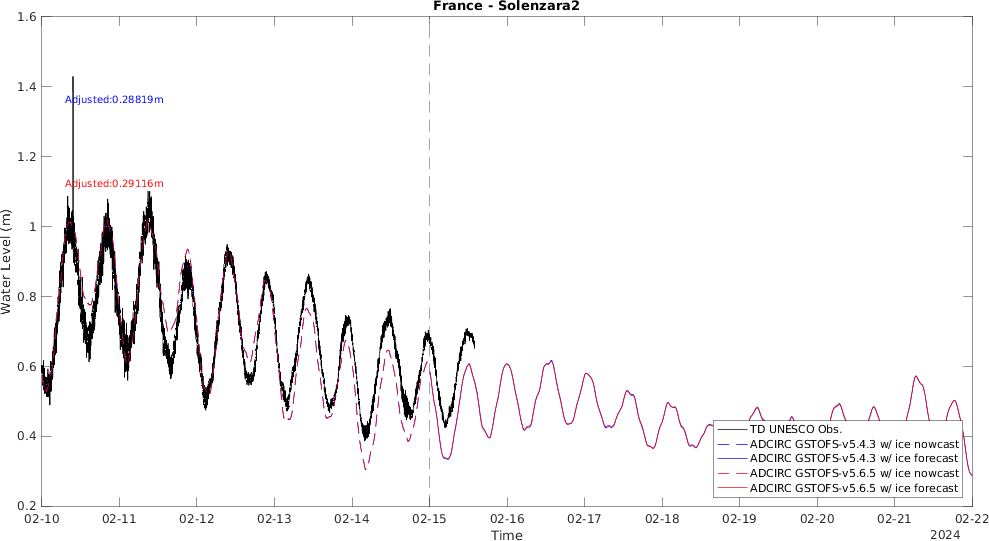 France - Solenzara2
1.6
1.4
1.2
1
0.8
0.6
0.4
0.2
Water Level (m)
Adjusted:0.28819m
Adjusted:0.29116m
TD UNESCO Obs.
ADCIRC GSTOFS-v5.4.3 w/ ice nowcast
ADCIRC GSTOFS-v5.4.3 w/ ice forecast
ADCIRC GSTOFS-v5.6.5 w/ ice nowcast
ADCIRC GSTOFS-v5.6.5 w/ ice forecast
02-10 02-11 02-12 02-13 02-14 02-15 02-16 02-17 02-18 02-19 02-20 02-21 02-22
Time
2024